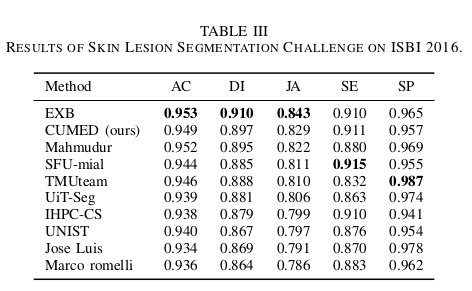 TABLE III
RESULTS OF SKIN LESION SEGMENTATION CHALLENGE ON ISBI 2016.
Method AC DI JA SE SP
EXB 0.953 0.910 0.843 0.910 0.965
CUMED (ours) 0.949 0.897 0.829 0.911 0.957
Mahmudur 0.952 0.895 0.822 0.880 0.969
SFU-mial 0.944 0.885 0.811 0.915 0.955
TMUteam 0.946 0.888 0.810 0.832 0.987
UiT-Seg 0.939 0.881 0.806 0.863 0.974
IHPC-CS 0.938 0.879 0.799 0.910 0.941
UNIST 0.940 0.867 0.797 0.876 0.954
Jose Luis 0.934 0.869 0.791 0.870 0.978
Marco romelli 0.936 0.864 0.786 0.883 0.962